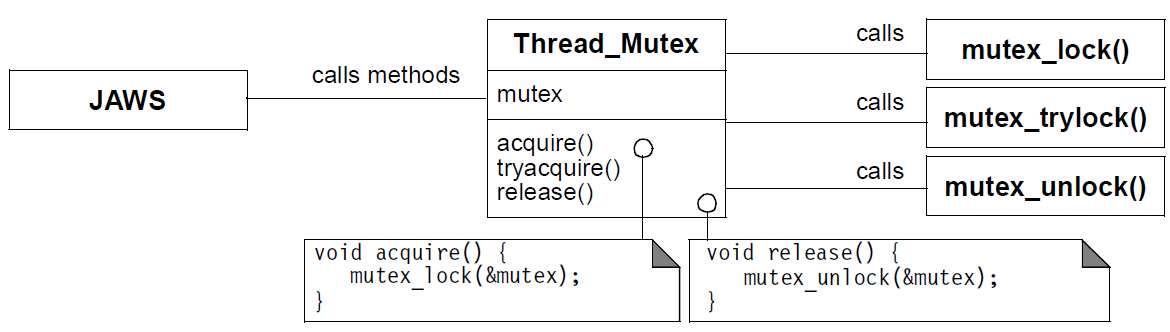 JAWS
calls methods
Thread_Mutex
mutex
acquire()
tryacquire()
release()
calls
mutex_lock()
calls
mutex_trylock()
calls
mutex_unlock()
void acquire() {
mutex_lock(&mutex);
}
void release() {
mutex_unlock(&mutex);
}